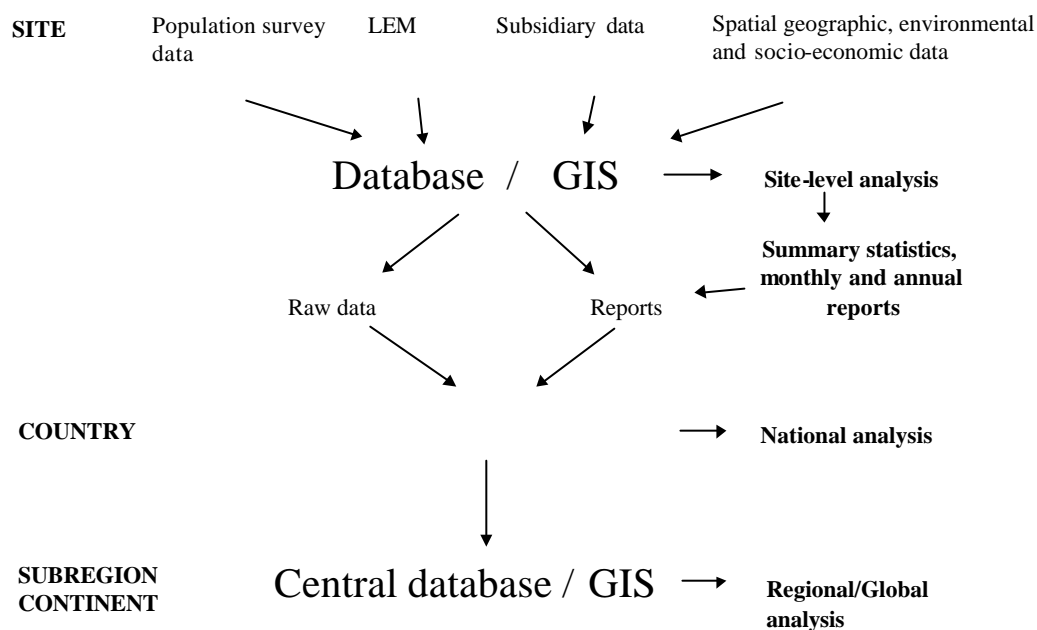 SITE
Population survey
data
LEM
Subsidiary data
Spatial geographic, environmental
and socio-economic data
Database / GIS
Site-level analysis
Summary statistics,
monthly and annual
reports
Raw data
Reports
COUNTRY
National analysis
SUBREGION
CONTINENT
Central database / GIS
Regional/Global
analysis